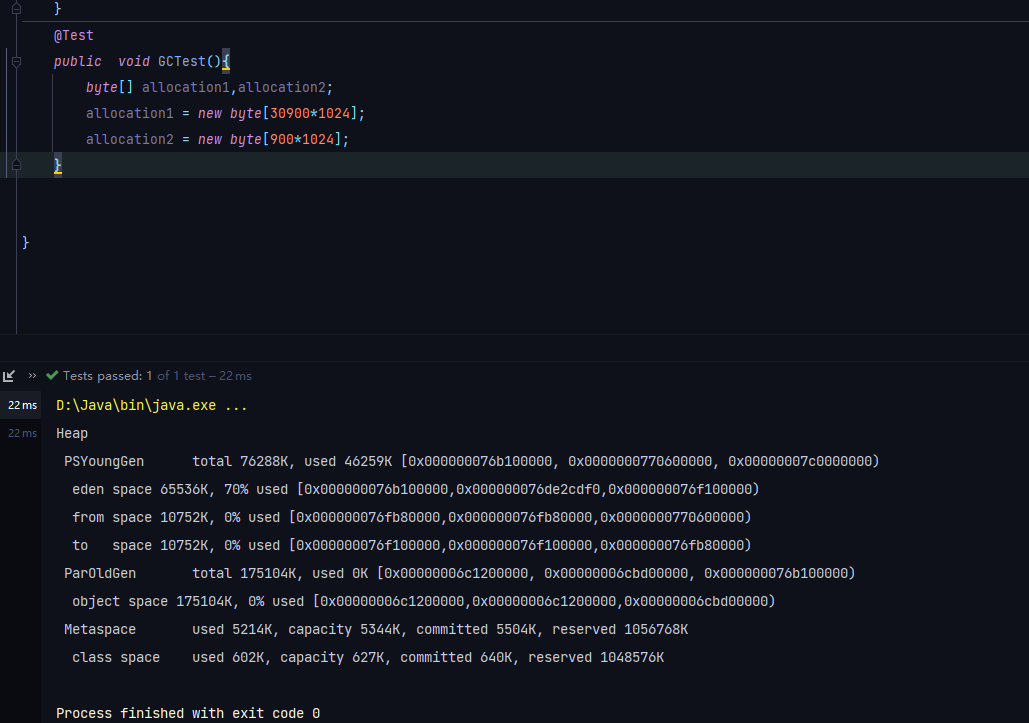 }
@Test
public  void GCTest(){
byte[] allocation1,allocation2;
allocation1 = new byte[30900*1024];
allocation2 = new byte[900*1024];
}
}
» Tests passed: 1 of 1 test – 22 ms
22 ms D:\Java\bin\java.exe ...
22 ms Heap
PSYoungGen      total 76288K, used 46259K [0x000000076b100000, 0x0000000770600000, 0x00000007c0000000)
eden space 65536K, 70% used [0x000000076b100000,0x000000076de2cdf0,0x000000076f100000)
from space 10752K, 0% used [0x000000076fb80000,0x000000076fb80000,0x0000000770600000)
to   space 10752K, 0% used [0x000000076f100000,0x000000076f100000,0x000000076fb80000)
ParOldGen       total 175104K, used 0K [0x00000006c1200000, 0x00000006cbd00000, 0x000000076b100000)
object space 175104K, 0% used [0x00000006c1200000,0x00000006c1200000,0x00000006cbd00000)
Metaspace       used 5214K, capacity 5344K, committed 5504K, reserved 1056768K
class space    used 602K, capacity 627K, committed 640K, reserved 1048576K
Process finished with exit code 0